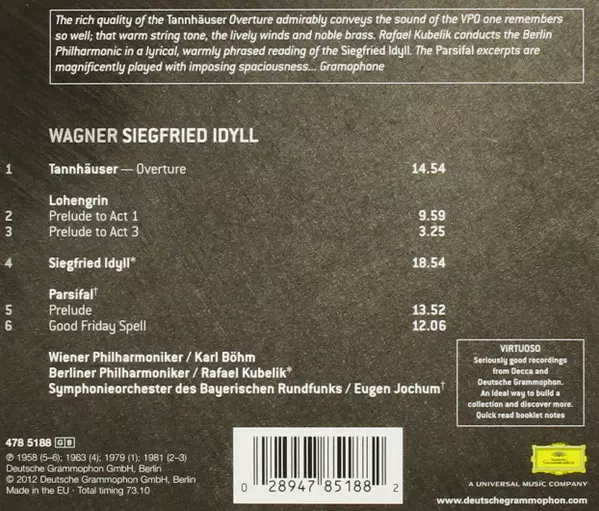 The rich quality of the Tannhäuser Overture admirably conveys the sound of the VPO one remembers
so well; that warm string tone, the lively winds and noble brass. Rafael Kubelik conducts the Berlin
Philharmonic in a lyrical, warmly phrased reading of the Siegfried Idyll. The Parsifal excerpts are
magnificently played with imposing spaciousness... Gramophone
WAGNER SIEGFRIED IDYLL
1 Tannhäuser — Overture 14.54
Lohengrin
2 Prelude to Act 1 9.59
3 Prelude to Act 3 3.25
4 Siegfried Idyll* 18.54
Parsifal†
5 Prelude 13.52
6 Good Friday Spell 12.06
Wiener Philharmoniker / Karl Böhm
Berliner Philharmoniker / Rafael Kubelik*
Symphonieorchester des Bayerischen Rundfunks / Eugen Jochum†
VIRTUOSO
Seriously good recordings
from Decca and
Deutsche Grammophon.
An ideal way to build a
collection and discover more.
Quick read booklet notes
478 5188 GB
℗ 1958 (5–6); 1963 (4); 1979 (1); 1981 (2–3)
Deutsche Grammophon GmbH, Berlin
© 2012 Deutsche Grammophon GmbH, Berlin
Made in the EU · Total timing 73.10
0 28947 85188 2
A UNIVERSAL MUSIC COMPANY
www.deutschegrammophon.com